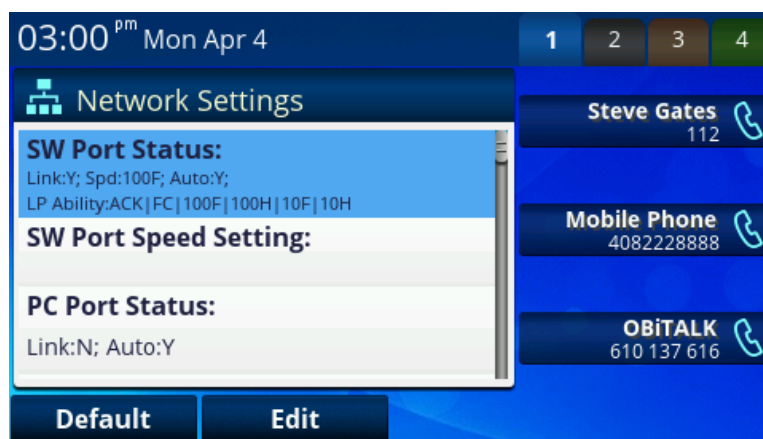 03:00 pm Mon Apr 4
1 2 3 4
Network Settings
SW Port Status:
Link:Y; Spd:100F; Auto:Y;
LP Ability:ACK|FC|100F|100H|10F|10H
SW Port Speed Setting:
PC Port Status:
Link:N; Auto:Y
Default Edit
Steve Gates
112
Mobile Phone
4082228888
OBiTALK
610 137 616